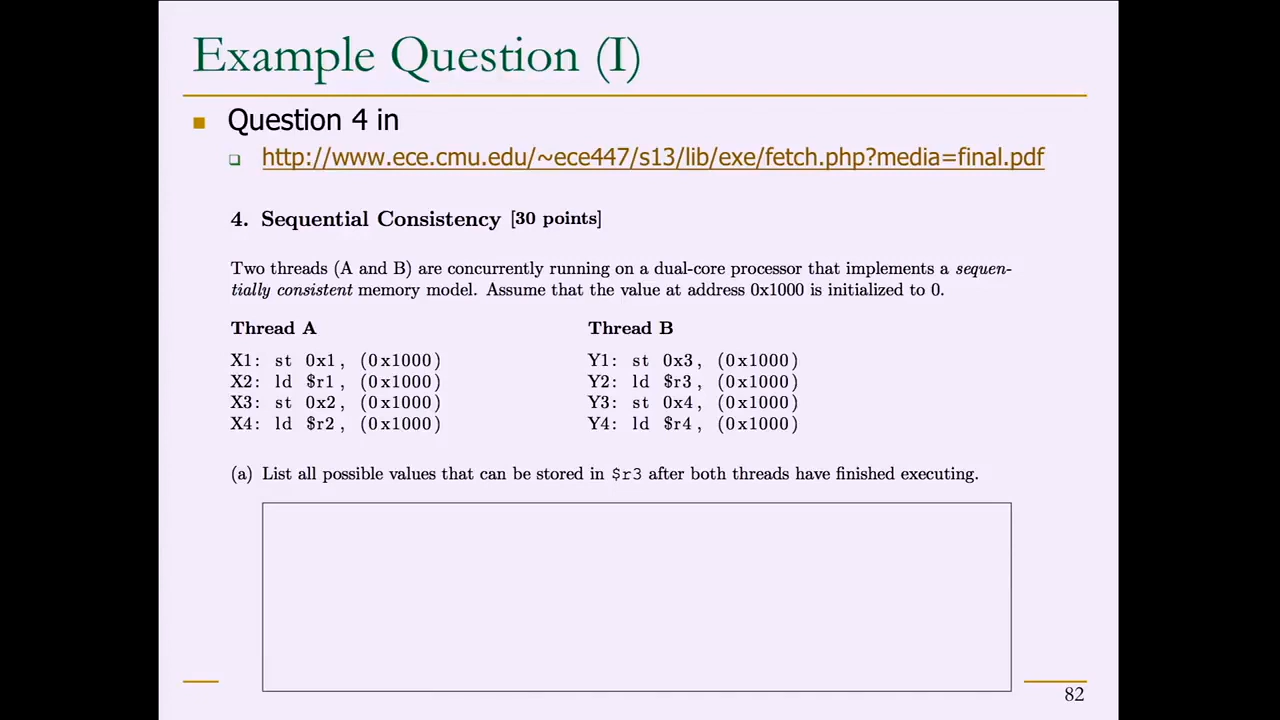 Example Question (I)
Question 4 in
http://www.ece.cmu.edu/~ece447/s13/lib/exe/fetch.php?media=final.pdf
4. Sequential Consistency [30 points]
Two threads (A and B) are concurrently running on a dual-core processor that implements a sequen-
tially consistent memory model. Assume that the value at address 0x1000 is initialized to 0.
Thread A
X1: st 0x1, (0x1000)
X2: ld $r1, (0x1000)
X3: st 0x2, (0x1000)
X4: ld $r2, (0x1000)
Thread B
Y1: st 0x3, (0x1000)
Y2: ld $r3, (0x1000)
Y3: st 0x4, (0x1000)
Y4: ld $r4, (0x1000)
(a) List all possible values that can be stored in $r3 after both threads have finished executing.
82